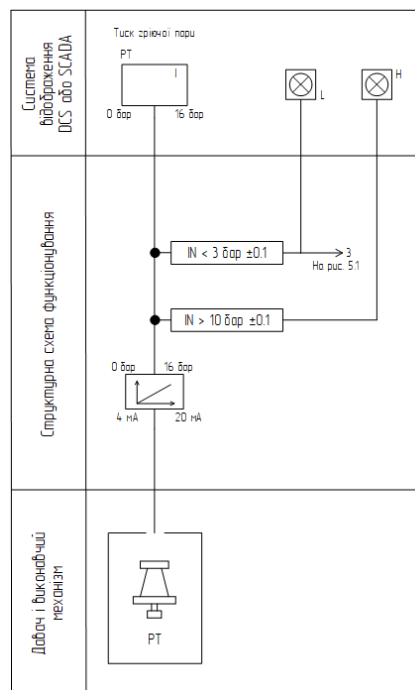 Система
відображення
DCS або SCADA
Тиск гріючої пари
PT
I
0 бар
16 бар
L
H
Структурна схема функціонування
IN < 3 бар ±0.1
3
На рис. 5.1
IN > 10 бар ±0.1
0 бар
16 бар
4 мА
20 мА
Давач і виконавчий
механізм
PT